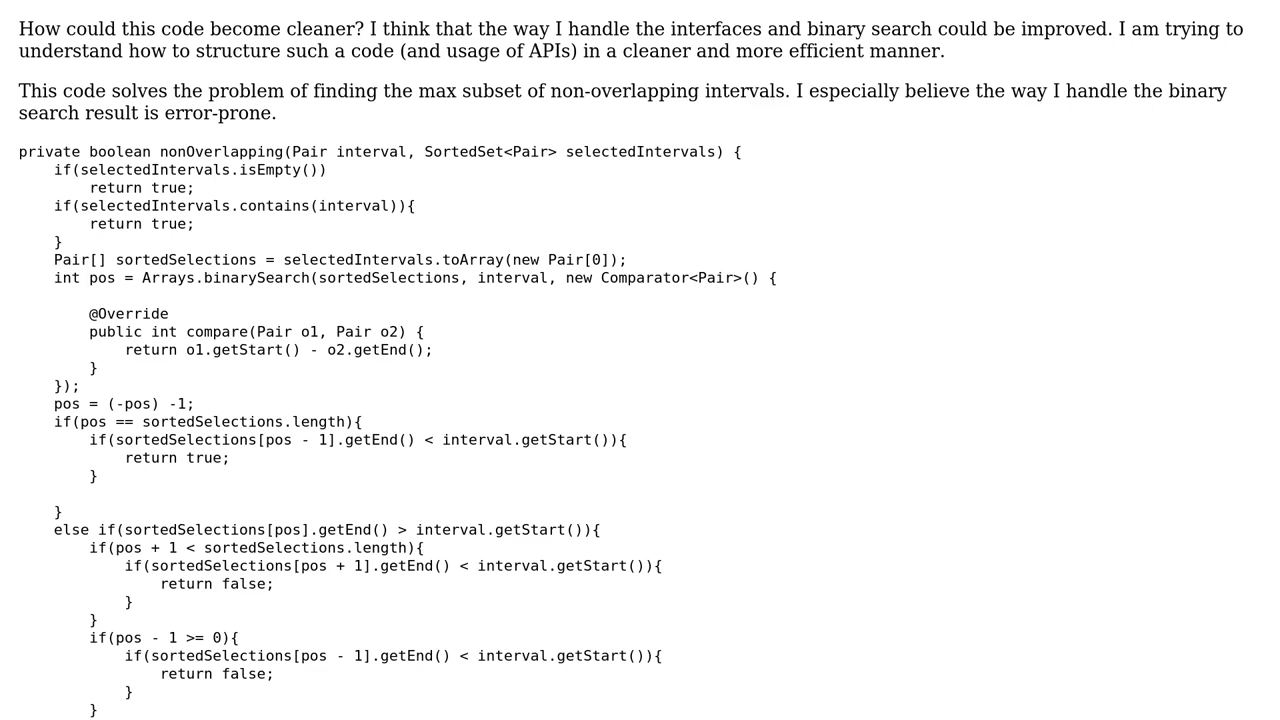 How could this code become cleaner? I think that the way I handle the interfaces and binary search could be improved. I am trying to
understand how to structure such a code (and usage of APIs) in a cleaner and more efficient manner.
This code solves the problem of finding the max subset of non-overlapping intervals. I especially believe the way I handle the binary
search result is error-prone.
private boolean nonOverlapping(Pair interval, SortedSet<Pair> selectedIntervals) {
    if(selectedIntervals.isEmpty())
        return true;
    if(selectedIntervals.contains(interval)){
        return true;
    }
    Pair[] sortedSelections = selectedIntervals.toArray(new Pair[0]);
    int pos = Arrays.binarySearch(sortedSelections, interval, new Comparator<Pair>() {
        @Override
        public int compare(Pair o1, Pair o2) {
            return o1.getStart() - o2.getEnd();
        }
    });
    pos = (-pos) -1;
    if(pos == sortedSelections.length){
        if(sortedSelections[pos - 1].getEnd() < interval.getStart()){
            return true;
        }
    }
    else if(sortedSelections[pos].getEnd() > interval.getStart()){
        if(pos + 1 < sortedSelections.length){
            if(sortedSelections[pos + 1].getEnd() < interval.getStart()){
                return false;
            }
        }
        if(pos - 1 >= 0){
            if(sortedSelections[pos - 1].getEnd() < interval.getStart()){
                return false;
            }
        }